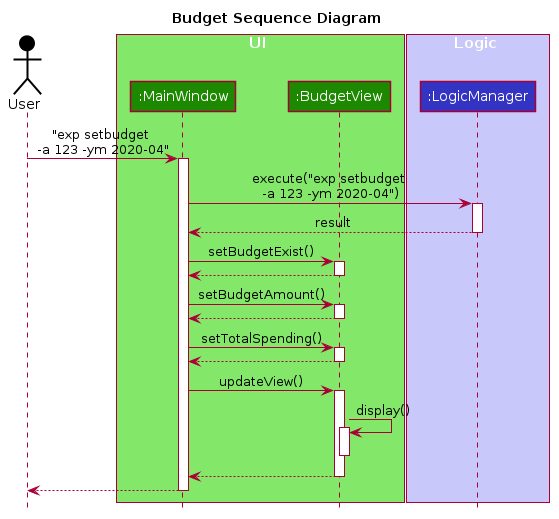 Budget Sequence Diagram
UI
Logic
User
:MainWindow
:BudgetView
:LogicManager
"exp setbudget
-a 123 -ym 2020-04"
execute("exp setbudget
-a 123 -ym 2020-04")
result
setBudgetExist()
setBudgetAmount()
setTotalSpending()
updateView()
display()